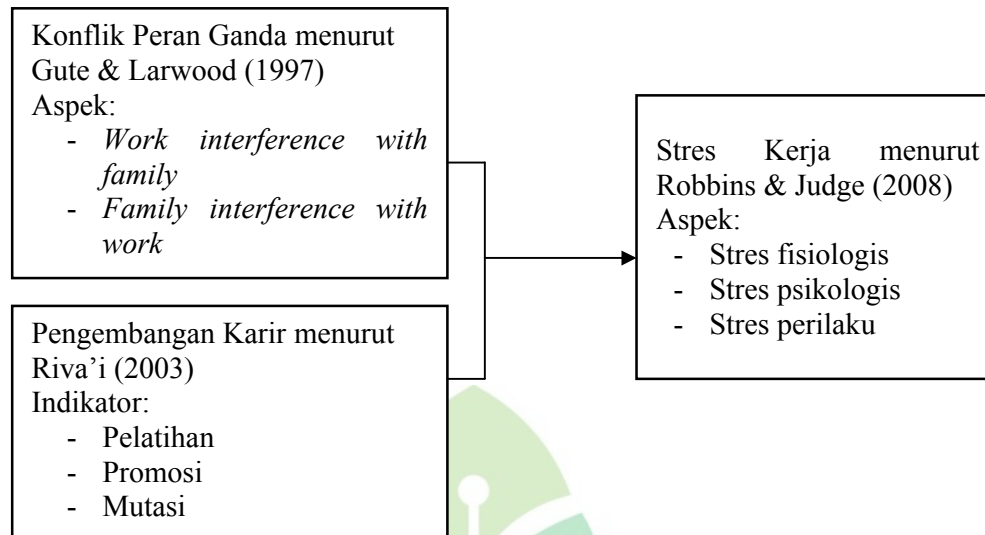 Konflik Peran Ganda menurut
Gute & Larwood (1997)
Aspek:
- Work interference with
family
- Family interference with
work
Pengembangan Karir menurut
Riva'i (2003)
Indikator:
- Pelatihan
- Promosi
- Mutasi
Stres Kerja menurut
Robbins & Judge (2008)
Aspek:
- Stres fisiologis
- Stres psikologis
- Stres perilaku